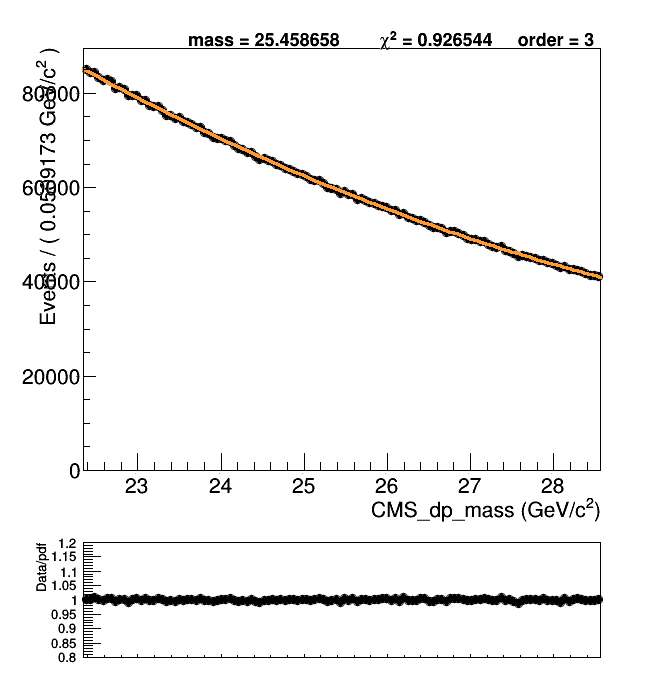 mass = 25.458658 χ² = 0.926544 order = 3
Events / ( 0.0599173 GeV/c² )
80000
60000
40000
20000
0
23 24 25 26 27 28
CMS_dp_mass (GeV/c²)
Data/pdf
1.2
1.15
1.1
1.05
1
0.95
0.9
0.85
0.8